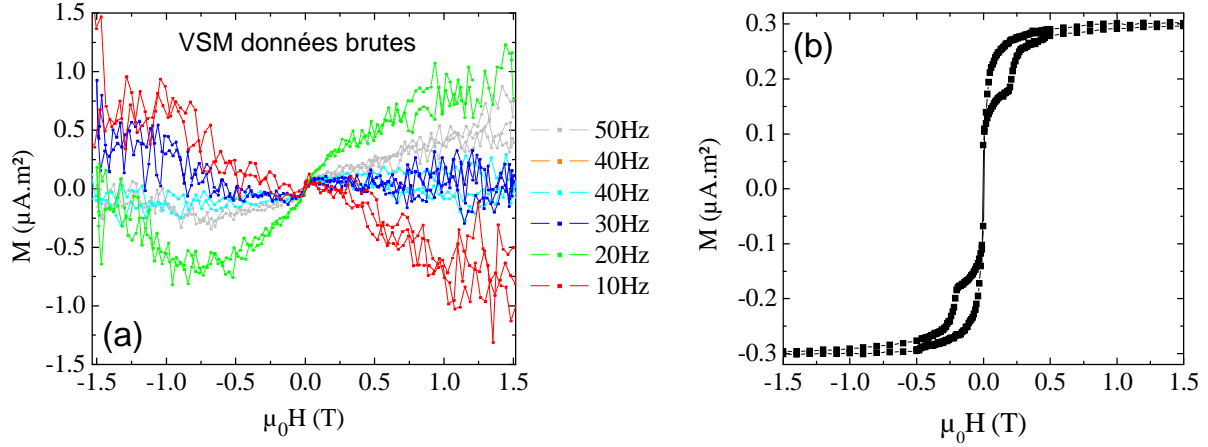 VSM données brutes
(a)
M (µA.m²)
1.5
1.0
0.5
0.0
-0.5
-1.0
-1.5
-1.5 -1.0 -0.5 0.0 0.5 1.0 1.5
µ₀H (T)
50Hz
40Hz
40Hz
30Hz
20Hz
10Hz
(b)
M (µA.m²)
0.3
0.2
0.1
0.0
-0.1
-0.2
-0.3
-1.5 -1.0 -0.5 0.0 0.5 1.0 1.5
µ₀H (T)